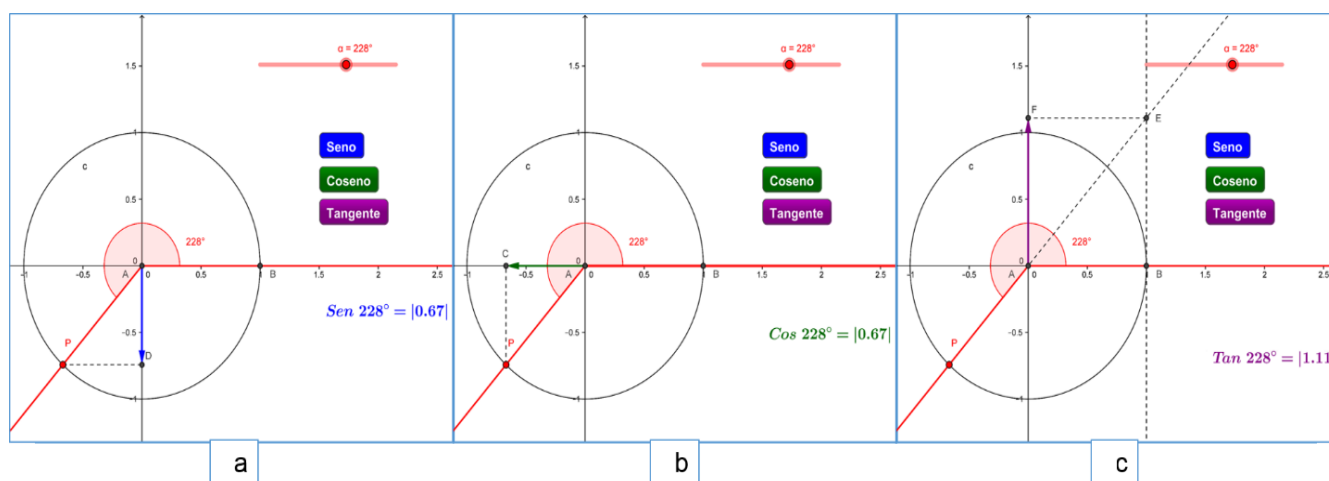 α = 228°
1.5
1
c
0.5
228°
0
-1
-0.5
A
0
0.5
1
B
1.5
2
2.5
-0.5
P
D
-1
Seno
Coseno
Tangente
Sen 228° = |0.67|
a
α = 228°
1.5
1
c
0.5
228°
C
0
-1
-0.5
A
0
0.5
1
B
1.5
2
2.5
-0.5
P
-1
Seno
Coseno
Tangente
Cos 228° = |0.67|
b
α = 228°
1.5
F
E
1
c
0.5
228°
0
-1
-0.5
A
0
0.5
1
B
1.5
2
2.5
-0.5
P
-1
Seno
Coseno
Tangente
Tan 228° = |1.11
c